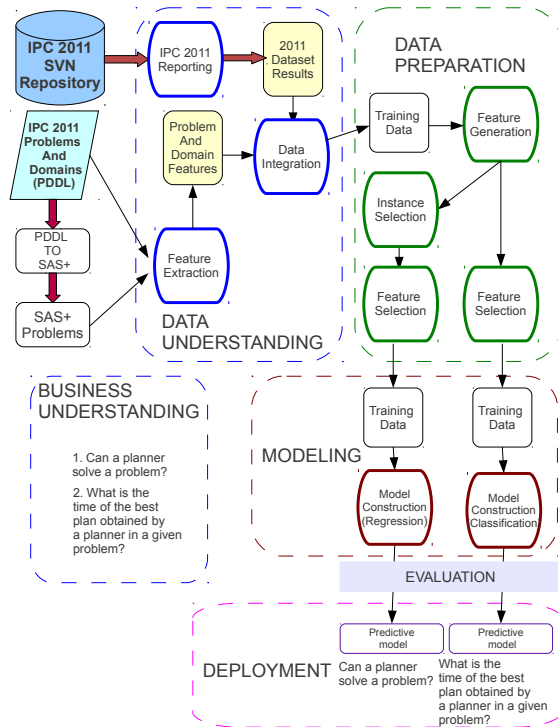 IPC 2011
SVN
Repository
IPC 2011
Reporting
2011
Dataset
Results
DATA
PREPARATION
IPC 2011
Problems
And
Domains
(PDDL)
Problem
And
Domain
Features
Data
Integration
Training
Data
Feature
Generation
Instance
Selection
PDDL
TO
SAS+
Feature
Extraction
SAS+
Problems
Feature
Selection
Feature
Selection
DATA
UNDERSTANDING
BUSINESS
UNDERSTANDING
1. Can a planner
solve a problem?
2. What is the
time of the best
plan obtained by
a planner in a given
problem?
Training
Data
Training
Data
MODELING
Model
Construction
(Regression)
Model
Construction
Classification)
EVALUATION
Predictive
model
Predictive
model
DEPLOYMENT
Can a planner
solve a problem?
What is the
time of the best
plan obtained by
a planner in a given
problem?